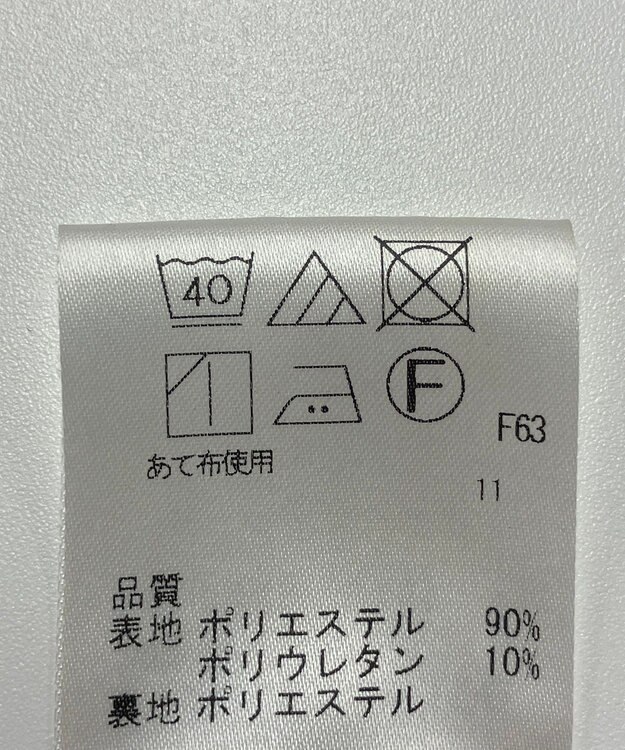 40
F
F63
あて布使用
11
品質
表地 ポリエステル 90%
ポリウレタン 10%
裏地 ポリエステル